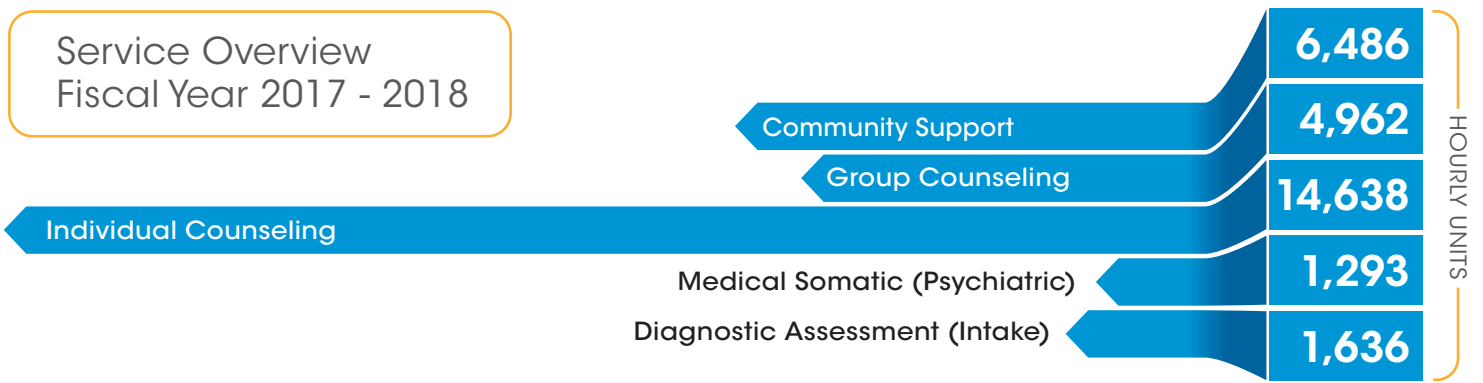 Service Overview
Fiscal Year 2017 - 2018
Community Support
6,486
Group Counseling
4,962
Individual Counseling
14,638
Medical Somatic (Psychiatric)
1,293
Diagnostic Assessment (Intake)
1,636
HOURLY UNITS